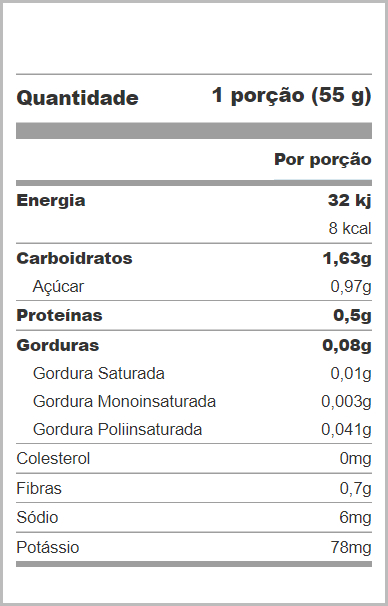 Quantidade 1 porção (55 g)
Por porção
Energia 32 kj
8 kcal
Carboidratos 1,63g
Açúcar 0,97g
Proteínas 0,5g
Gorduras 0,08g
Gordura Saturada 0,01g
Gordura Monoinsaturada 0,003g
Gordura Poliinsaturada 0,041g
Colesterol 0mg
Fibras 0,7g
Sódio 6mg
Potássio 78mg